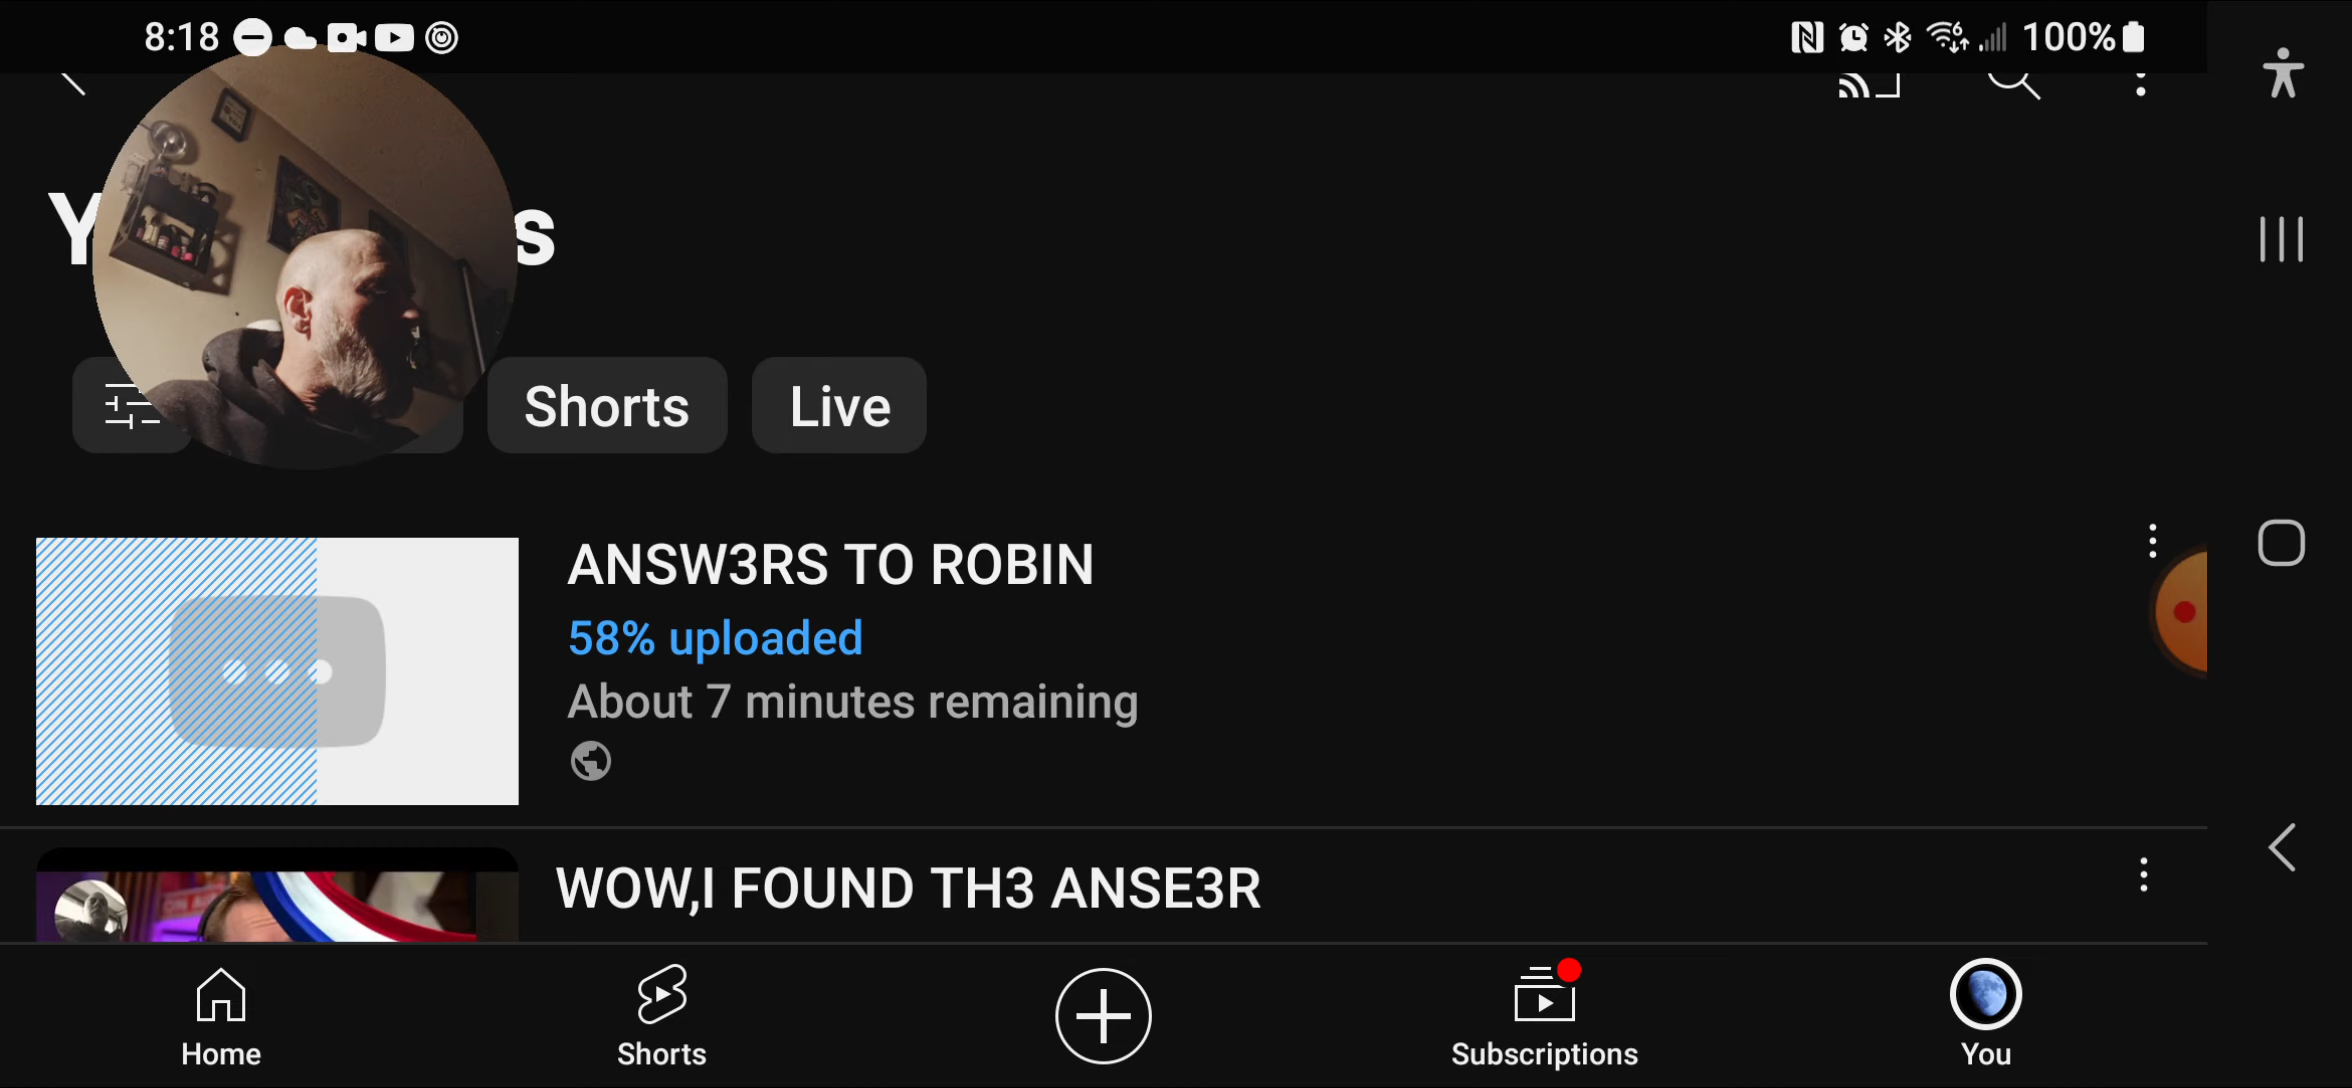 8:18
100%
Shorts
Live
ANSW3RS TO ROBIN
58% uploaded
About 7 minutes remaining
WOW,I FOUND TH3 ANSE3R
Home
Shorts
Subscriptions
You